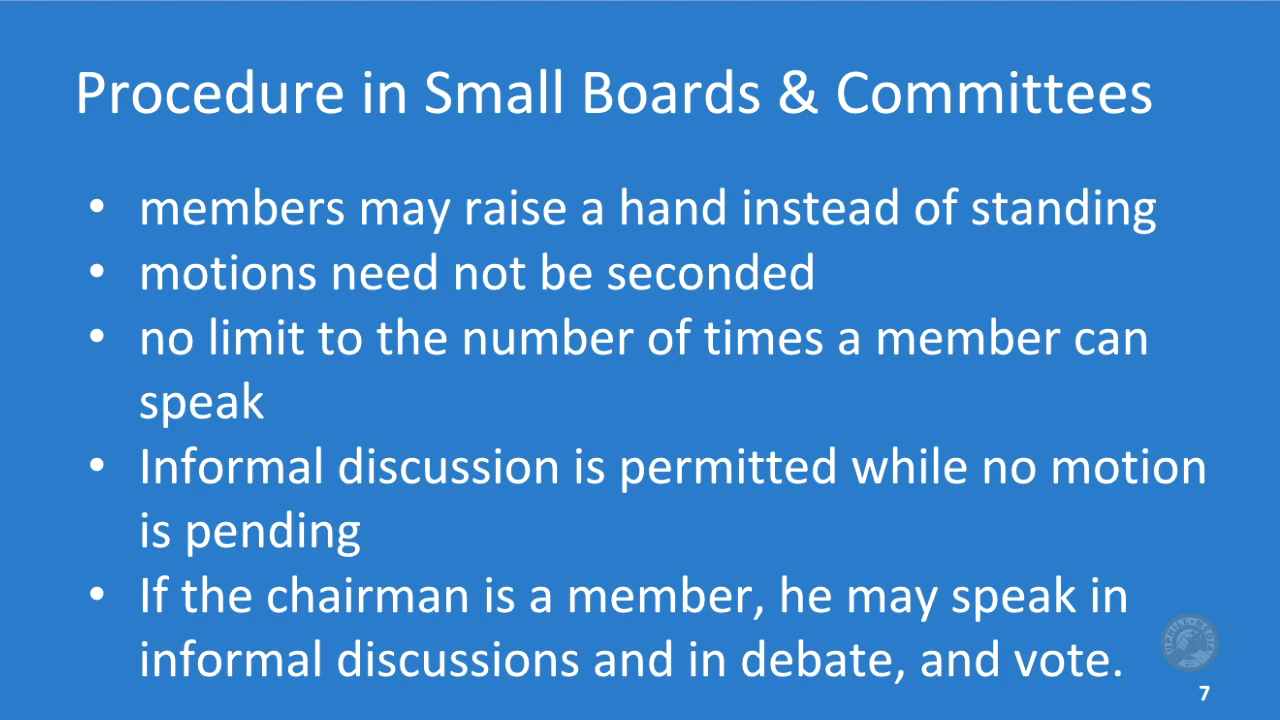 Procedure in Small Boards & Committees
• members may raise a hand instead of standing
• motions need not be seconded
• no limit to the number of times a member can
speak
• Informal discussion is permitted while no motion
is pending
• If the chairman is a member, he may speak in
informal discussions and in debate, and vote.
7